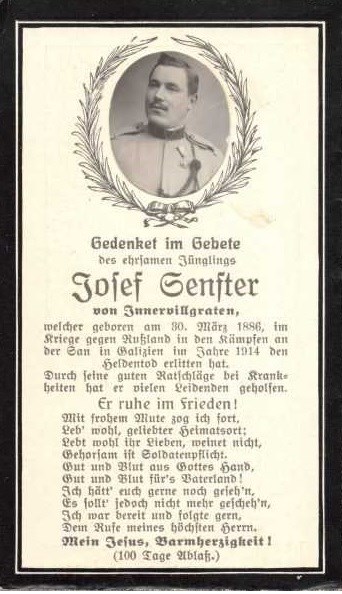 Gedenket im Gebete
des ehrsamen Jünglings
Josef Senfter
von Innervillgraten,
welcher geboren am 30. März 1886, im
Kriege gegen Rußland in den Kämpfen an
der San in Galizien im Jahre 1914 den
Heldentod erlitten hat.
Durch seine guten Ratschläge bei Krank-
heiten hat er vielen Leidenden geholfen.
Er ruhe im Frieden!
Mit frohem Mute zog ich fort,
Leb' wohl, geliebter Heimatsort;
Lebt wohl ihr Lieben, weinet nicht,
Gehorsam ist Soldatenpflicht.
Gut und Blut aus Gottes Hand,
Gut und Blut für's Vaterland!
Ich hätt' euch gerne noch geseh'n,
Es sollt' jedoch nicht mehr gescheh'n,
Ich war bereit und folgte gern,
Dem Rufe meines höchsten Herrn.
Mein Jesus, Barmherzigkeit!
(100 Tage Ablaß.)